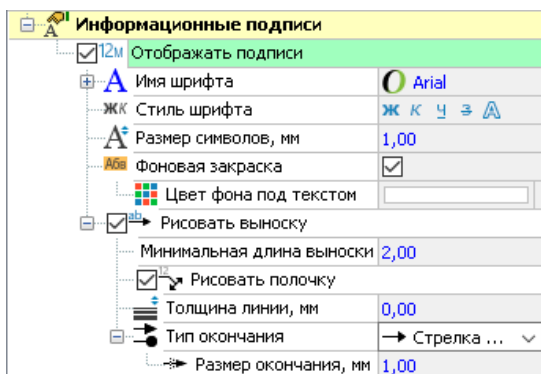 Информационные подписи
12м Отображать подписи
Имя шрифта Arial
ЖК Стиль шрифта Ж К Ч З А
Размер символов, мм 1,00
Абв Фоновая закраска
Цвет фона под текстом
ab Рисовать выноску
Минимальная длина выноски 2,00
12 Рисовать полочку
Толщина линии, мм 0,00
Тип окончания Стрелка ...
Размер окончания, мм 1,00